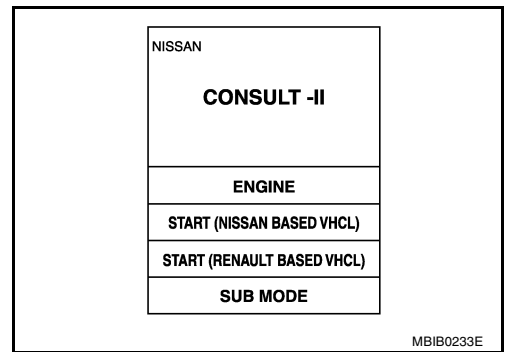 NISSAN
CONSULT -II
ENGINE
START (NISSAN BASED VHCL)
START (RENAULT BASED VHCL)
SUB MODE
MBIB0233E